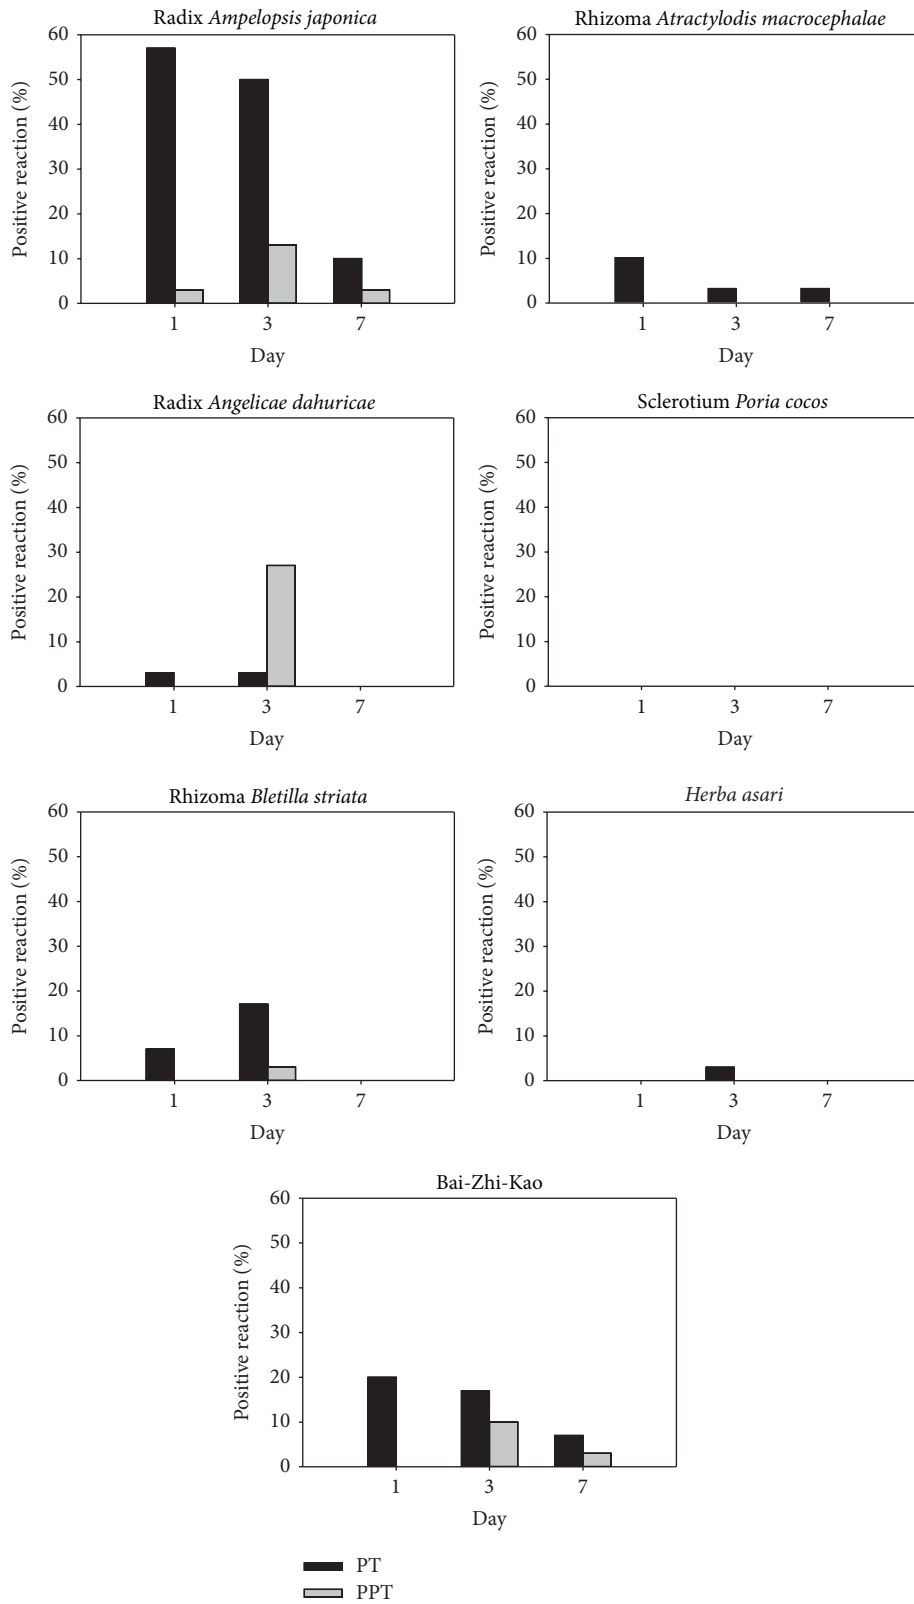 Radix Ampelopsis japonica
60
50
40
30
20
10
0
Positive reaction (%)
1 3 7
Day
Rhizoma Atractylodis macrocephalae
60
50
40
30
20
10
0
Positive reaction (%)
1 3 7
Day
Radix Angelicae dahuricae
60
50
40
30
20
10
0
Positive reaction (%)
1 3 7
Day
Sclerotium Poria cocos
60
50
40
30
20
10
0
Positive reaction (%)
1 3 7
Day
Rhizoma Bletilla striata
60
50
40
30
20
10
0
Positive reaction (%)
1 3 7
Day
Herba asari
60
50
40
30
20
10
0
Positive reaction (%)
1 3 7
Day
Bai-Zhi-Kao
60
50
40
30
20
10
0
Positive reaction (%)
1 3 7
Day
PT
PPT